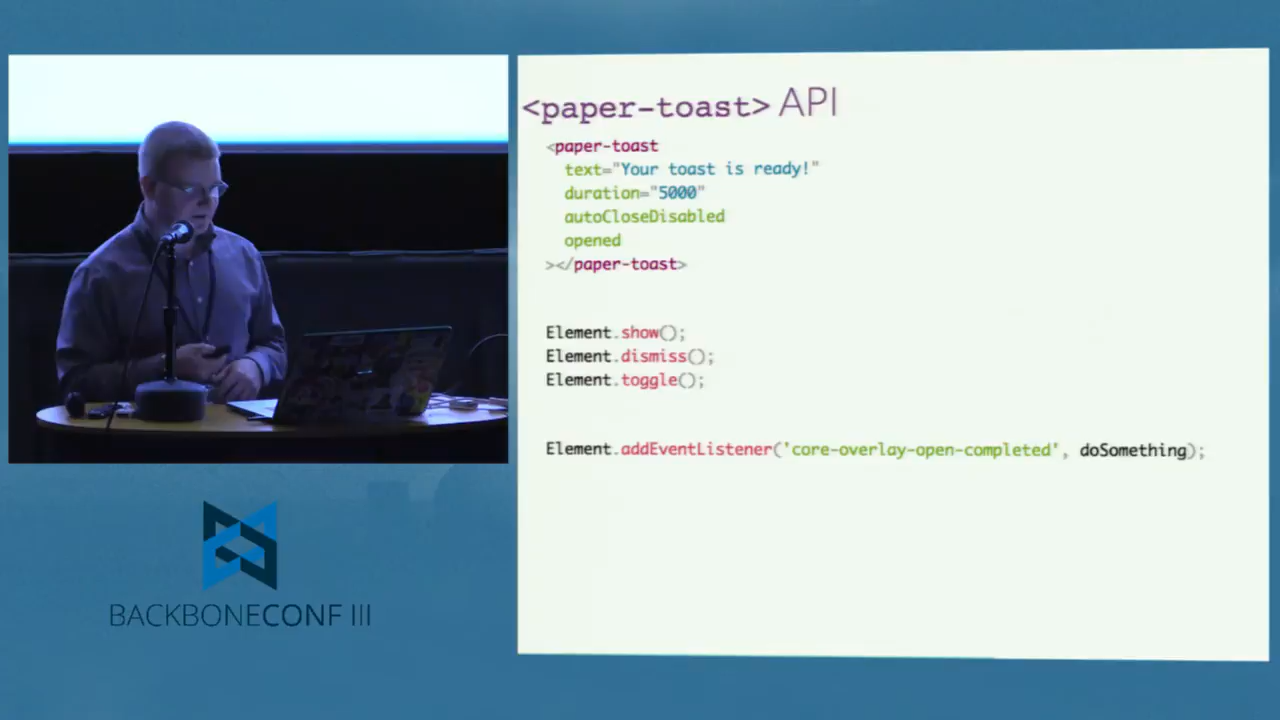 <paper-toast> API
<paper-toast
text="Your toast is ready!"
duration="5000"
autoCloseDisabled
opened
></paper-toast>
Element.show();
Element.dismiss();
Element.toggle();
Element.addEventListener('core-overlay-open-completed', doSomething);
BACKBONECONF III